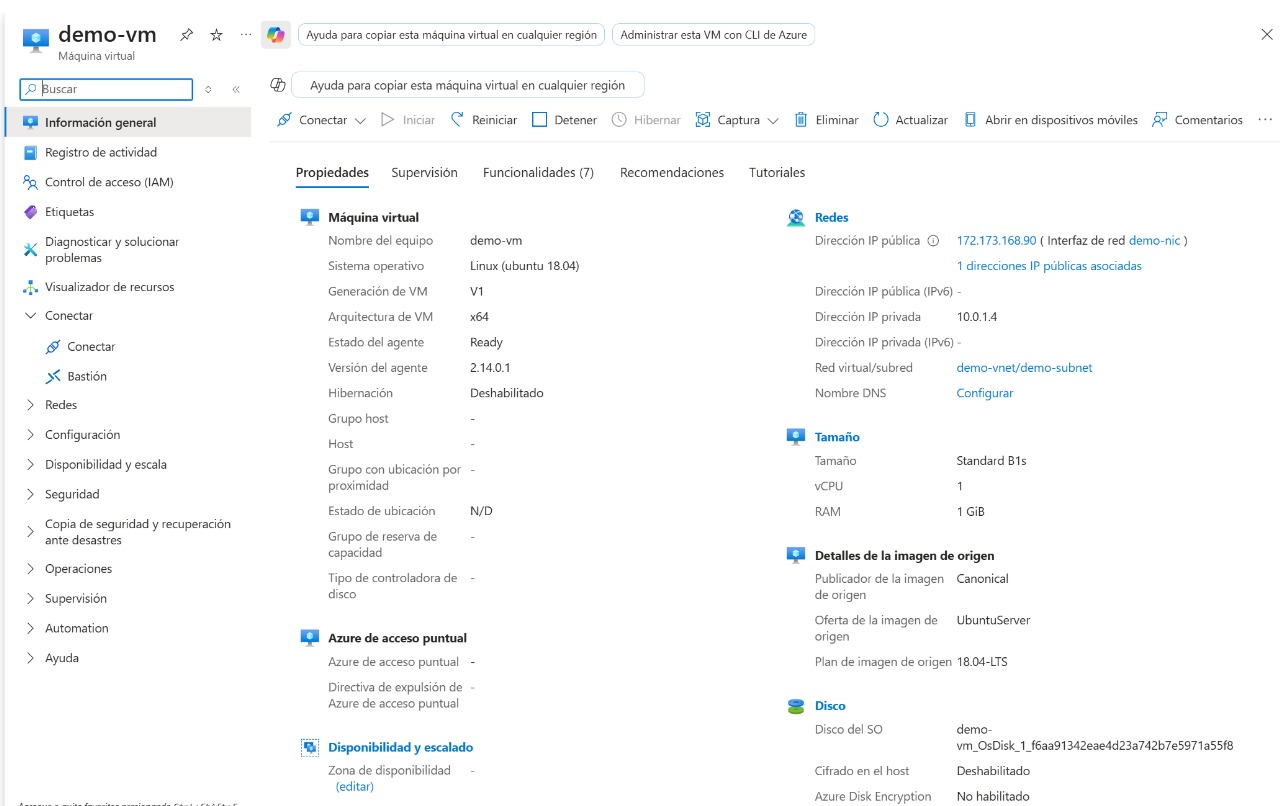 demo-vm
Máquina virtual
Ayuda para copiar esta máquina virtual en cualquier región
Administrar esta VM con CLI de Azure
Buscar
Ayuda para copiar esta máquina virtual en cualquier región
Conectar
Iniciar
Reiniciar
Detener
Hibernar
Captura
Eliminar
Actualizar
Abrir en dispositivos móviles
Comentarios
Información general
Registro de actividad
Control de acceso (IAM)
Etiquetas
Diagnosticar y solucionar
problemas
Visualizador de recursos
Conectar
Conectar
Bastión
Redes
Configuración
Disponibilidad y escala
Seguridad
Copia de seguridad y recuperación
ante desastres
Operaciones
Supervisión
Automation
Ayuda
Propiedades
Supervisión
Funcionalidades (7)
Recomendaciones
Tutoriales
Máquina virtual
Nombre del equipo demo-vm
Sistema operativo Linux (ubuntu 18.04)
Generación de VM V1
Arquitectura de VM x64
Estado del agente Ready
Versión del agente 2.14.0.1
Hibernación Deshabilitado
Grupo host -
Host -
Grupo con ubicación por -
proximidad
Estado de ubicación N/D
Grupo de reserva de -
capacidad
Tipo de controladora de -
disco
Azure de acceso puntual
Azure de acceso puntual -
Directiva de expulsión de -
Azure de acceso puntual
Disponibilidad y escalado
Zona de disponibilidad -
(editar)
Redes
Dirección IP pública 172.173.168.90 ( Interfaz de red demo-nic )
1 direcciones IP públicas asociadas
Dirección IP pública (IPv6) -
Dirección IP privada 10.0.1.4
Dirección IP privada (IPv6) -
Red virtual/subred demo-vnet/demo-subnet
Nombre DNS Configurar
Tamaño
Tamaño Standard B1s
vCPU 1
RAM 1 GiB
Detalles de la imagen de origen
Publicador de la imagen Canonical
de origen
Oferta de la imagen de UbuntuServer
origen
Plan de imagen de origen 18.04-LTS
Disco
Disco del SO demo-
vm_OsDisk_1_f6aa91342eae4d23a742b7e5971a55f8
Cifrado en el host Deshabilitado
Azure Disk Encryption No habilitado